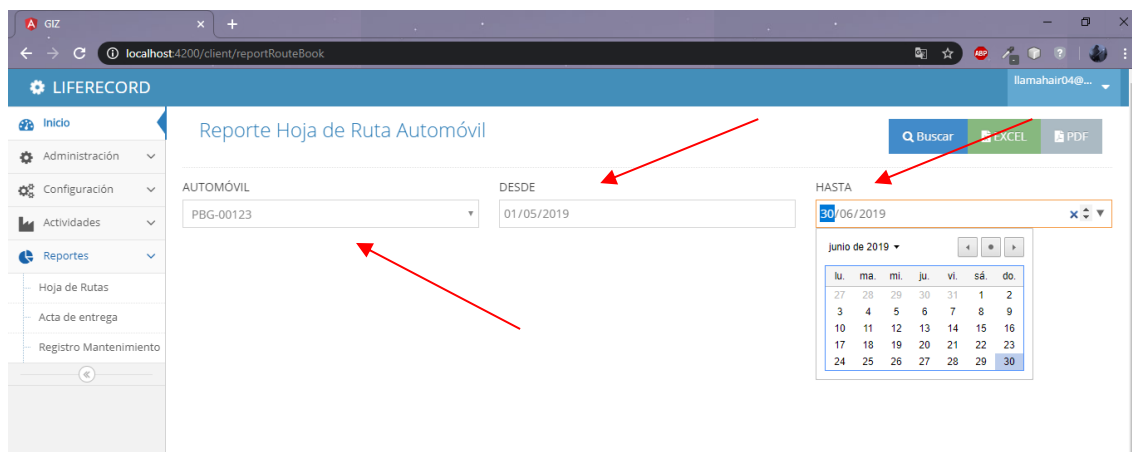 GIZ
localhost:4200/client/reportRouteBook
ABP
LIFERECORD
llamahair04@...
Inicio
Administración
Configuración
Actividades
Reportes
Hoja de Rutas
Acta de entrega
Registro Mantenimiento
Reporte Hoja de Ruta Automóvil
Buscar
EXCEL
PDF
AUTOMÓVIL
DESDE
HASTA
PBG-00123
01/05/2019
30/06/2019
junio de 2019
lu. ma. mi. ju. vi. sá. do.
27 28 29 30 31 1 2
3 4 5 6 7 8 9
10 11 12 13 14 15 16
17 18 19 20 21 22 23
24 25 26 27 28 29 30